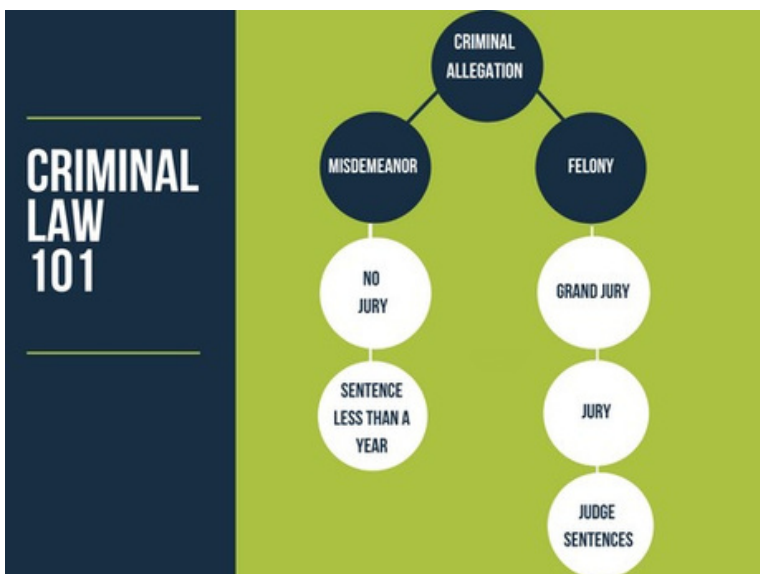 CRIMINAL
LAW
101
CRIMINAL
ALLEGATION
MISDEMEANOR
FELONY
NO
JURY
GRAND JURY
SENTENCE
LESS THAN A
YEAR
JURY
JUDGE
SENTENCES